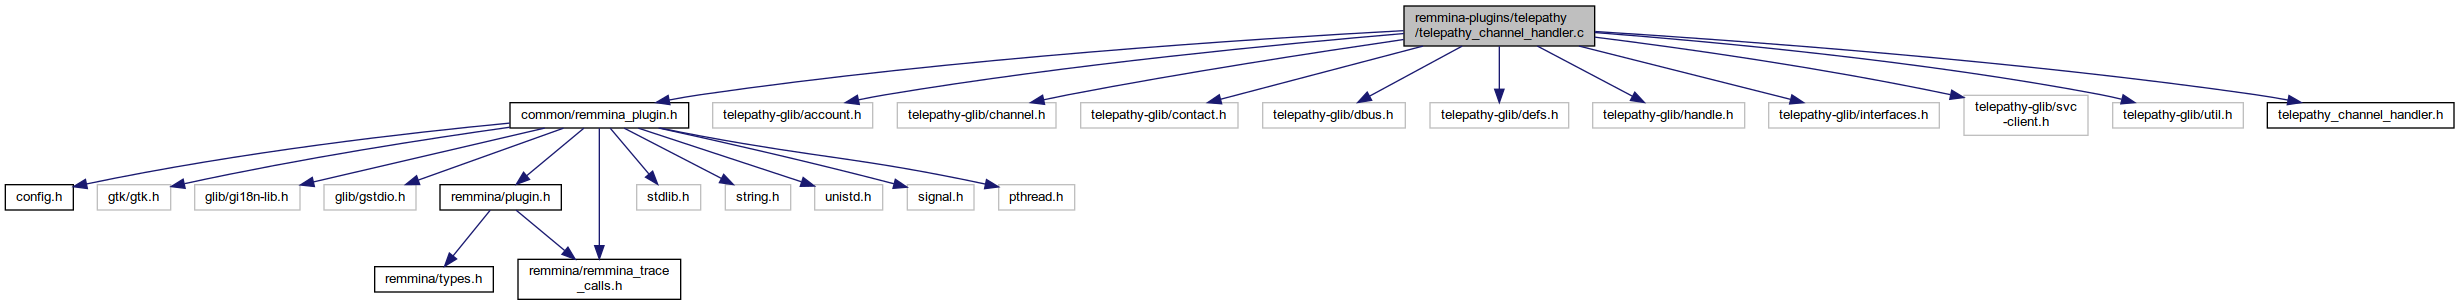 remmina-plugins/telepathy
/telepathy_channel_handler.c
common/remmina_plugin.h
telepathy-glib/account.h
telepathy-glib/channel.h
telepathy-glib/contact.h
telepathy-glib/dbus.h
telepathy-glib/defs.h
telepathy-glib/handle.h
telepathy-glib/interfaces.h
telepathy-glib/svc
-client.h
telepathy-glib/util.h
telepathy_channel_handler.h
config.h
gtk/gtk.h
glib/gi18n-lib.h
glib/gstdio.h
remmina/plugin.h
stdlib.h
string.h
unistd.h
signal.h
pthread.h
remmina/types.h
remmina/remmina_trace
_calls.h